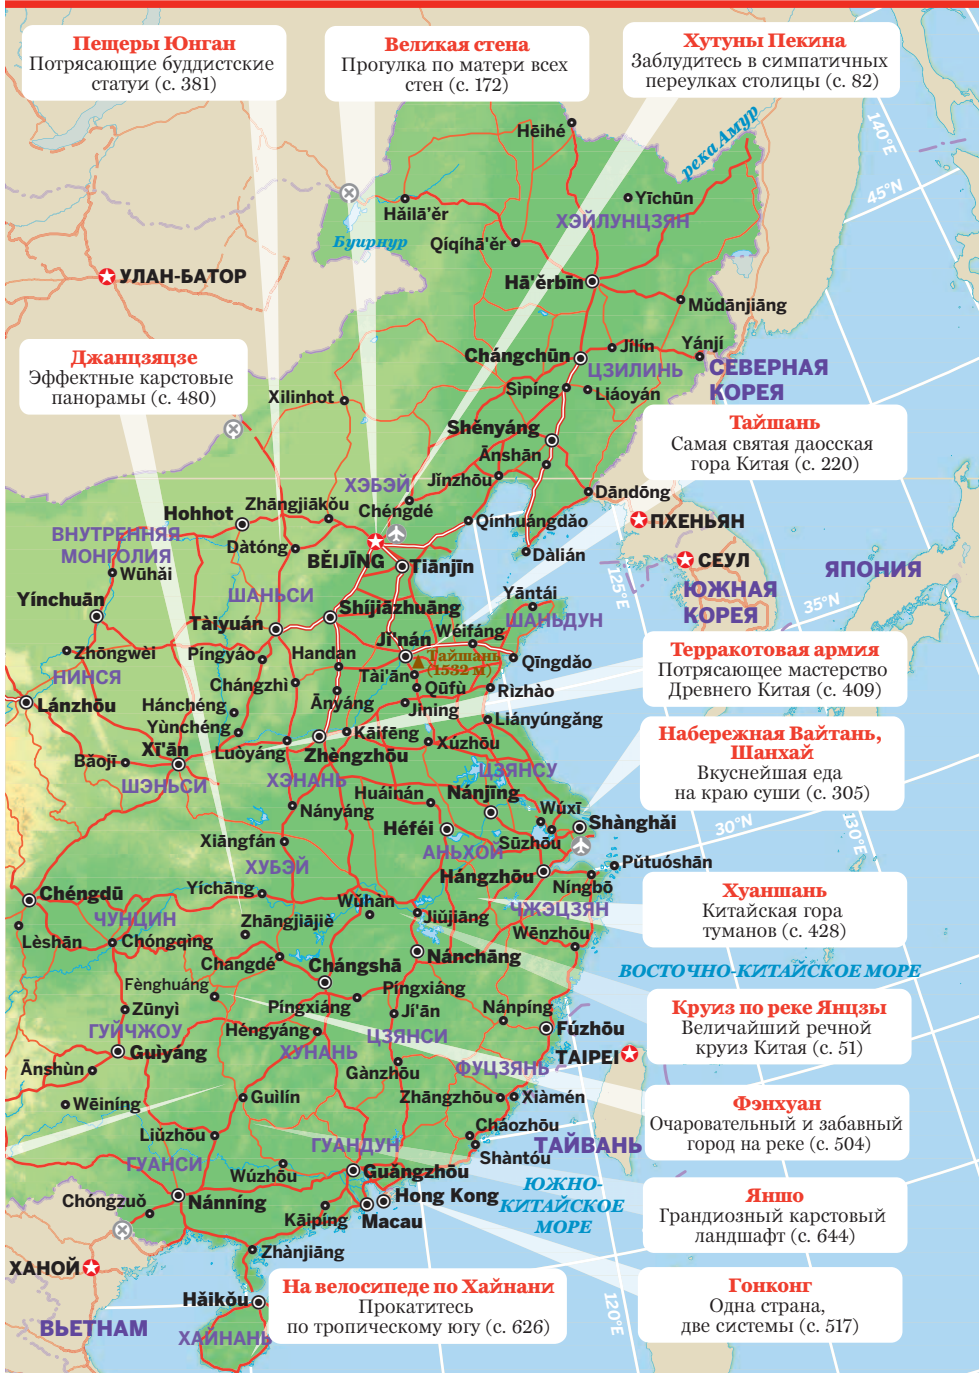 Пещеры Юнган
Потрясающие буддистские
статуи (с. 381)
Великая стена
Прогулка по матери всех
стен (с. 172)
Хутуны Пекина
Заблудитесь в симпатичных
переулках столицы (с. 82)
140°E
45°N
Hēihé
река Амур
Hǎilā'ěr
Yīchūn
ХЭЙЛУНЦЗЯН
Буирнур
Qíqíhā'ěr
УЛАН-БАТОР
Hā'ěrbīn
Mǔdānjiāng
Джанцзяцзе
Эффектные карстовые
панорамы (с. 480)
Chángchūn
Jílín
Yánjí
ЦЗИЛИНЬ
СЕВЕРНАЯ
КОРЕЯ
Xilinhot
Sìpíng
Liáoyán
Shěnyáng
Тайшань
Самая святая даосская
гора Китая (с. 220)
Ānshān
Jǐnzhōu
ХЭБЭЙ
Chéngdé
Dāndōng
Zhāngjiākǒu
Hohhot
Qínhuángdǎo
ПХЕНЬЯН
ВНУТРЕННЯЯ
МОНГОЛИЯ
Dàtóng
BĚIJĪNG
Tiānjīn
Dàlián
СЕУЛ
ЯПОНИЯ
Wūhǎi
125°E
ЮЖНАЯ
КОРЕЯ
35°N
Yínchuān
ШАНЬСИ
Shíjiāzhuāng
Yāntái
ШАНЬДУН
Tàiyuán
Jǐ'nán
Wéifáng
Zhōngwèi
Píngyáo
Handan
Тайшань
(1532 м)
Qīngdǎo
Терракотовая армия
Потрясающее мастерство
Древнего Китая (с. 409)
НИНСЯ
Chángzhì
Tài'ān
Qūfù
Rìzhào
Lánzhōu
Hánchéng
Ānyáng
Jìning
Liányúngǎng
Yùnchéng
Kāifēng
Xúzhōu
Набережная Вайтань,
Шанхай
Вкуснейшая еда
на краю суши (с. 305)
Bǎojī
Xī'ān
Luòyáng
Zhèngzhōu
ШЭНЬСИ
ХЭНАНЬ
ЦЗЯНСУ
Huáinán
Nánjīng
Nányáng
Wúxī
Shànghǎi
30°N
130°E
Xiāngfán
Héféi
Sūzhōu
АНЬХОЙ
Pǔtuóshān
ХУБЭЙ
Hángzhōu
Níngbō
Chéngdū
Yíchāng
Wǔhàn
ЧЖЭЦЗЯН
Хуаншань
Китайская гора
туманов (с. 428)
ЧУНЦИН
Zhāngjiājiè
Jiǔjiāng
Wēnzhōu
Lèshān
Chóngqìng
Changdé
Nánchāng
ВОСТОЧНО-КИТАЙСКОЕ МОРЕ
Chángshā
Fènghuáng
Píngxiáng
Zūnyì
Píngxiáng
Jí'ān
Nánpíng
Круиз по реке Янцзы
Величайший речной
круиз Китая (с. 51)
ГУЙЧЖОУ
Héngyáng
ЦЗЯНСИ
Fúzhōu
Guìyáng
ХУНАНЬ
TAIPEI
Ānshùn
Gànzhōu
ФУЦЗЯНЬ
Wēiníng
Guìlín
Zhāngzhōu
Xiàmén
Фэнхуан
Очаровательный и забавный
город на реке (с. 504)
Liǔzhōu
ГУАНДУН
Cháozhōu
ТАЙВАНЬ
Shàntóu
ГУАНСИ
Wúzhōu
Guǎngzhōu
ЮЖНО-
КИТАЙСКОЕ
МОРЕ
Яншо
Грандиозный карстовый
ландшафт (с. 644)
Chóngzuǒ
Nánníng
Hong Kong
Kāipíng
Macau
Zhànjiāng
ХАНОЙ
На велосипеде по Хайнани
Прокатитесь
по тропическому югу (с. 626)
Гонконг
Одна страна,
две системы (с. 517)
Hǎikǒu
120°E
ВЬЕТНАМ
ХАЙНАНЬ